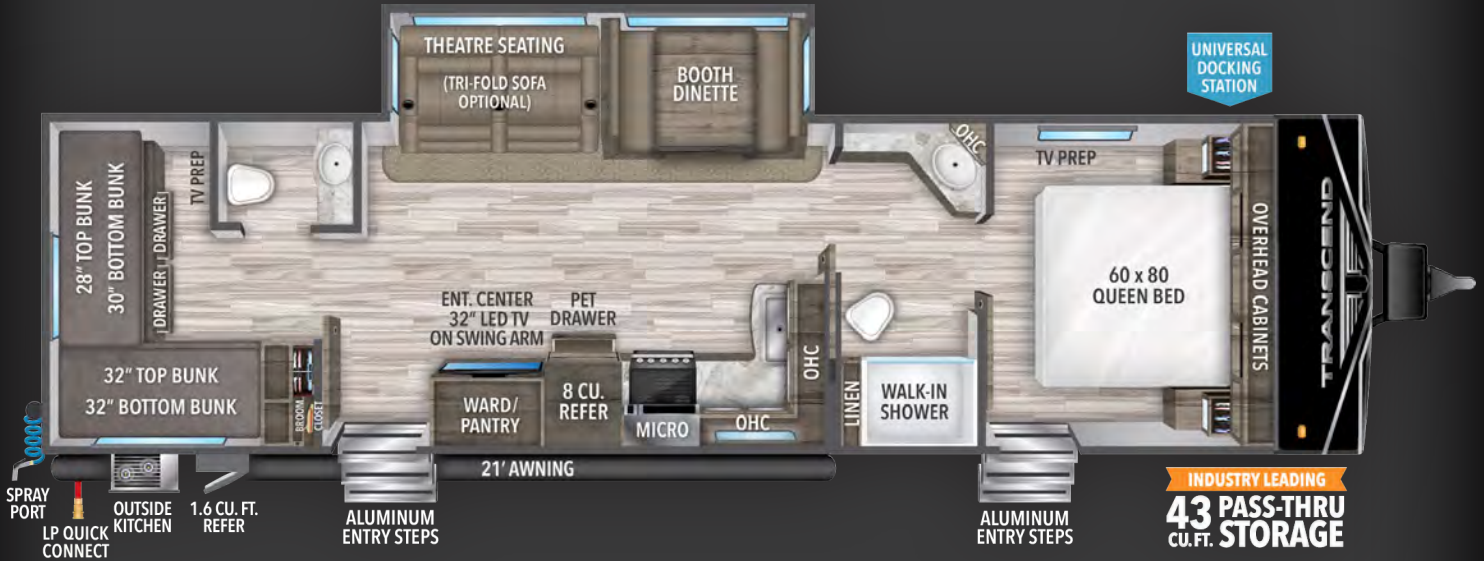 THEATRE SEATING
(TRI-FOLD SOFA
OPTIONAL)
BOOTH
DINETTE
UNIVERSAL
DOCKING
STATION
28" TOP BUNK
30" BOTTOM BUNK
DRAWER
DRAWER
TV PREP
OHC
TV PREP
OVERHEAD CABINETS
TRANSCEND
60 x 80
QUEEN BED
ENT. CENTER
32" LED TV
ON SWING ARM
PET
DRAWER
32" TOP BUNK
32" BOTTOM BUNK
BROOM
CLOSET
WARD/
PANTRY
8 CU.
REFER
MICRO
OHC
OHC
LINEN
WALK-IN
SHOWER
21' AWNING
SPRAY
PORT
LP QUICK
CONNECT
OUTSIDE
KITCHEN
1.6 CU. FT.
REFER
ALUMINUM
ENTRY STEPS
ALUMINUM
ENTRY STEPS
INDUSTRY LEADING
43 CU.FT. PASS-THRU
STORAGE